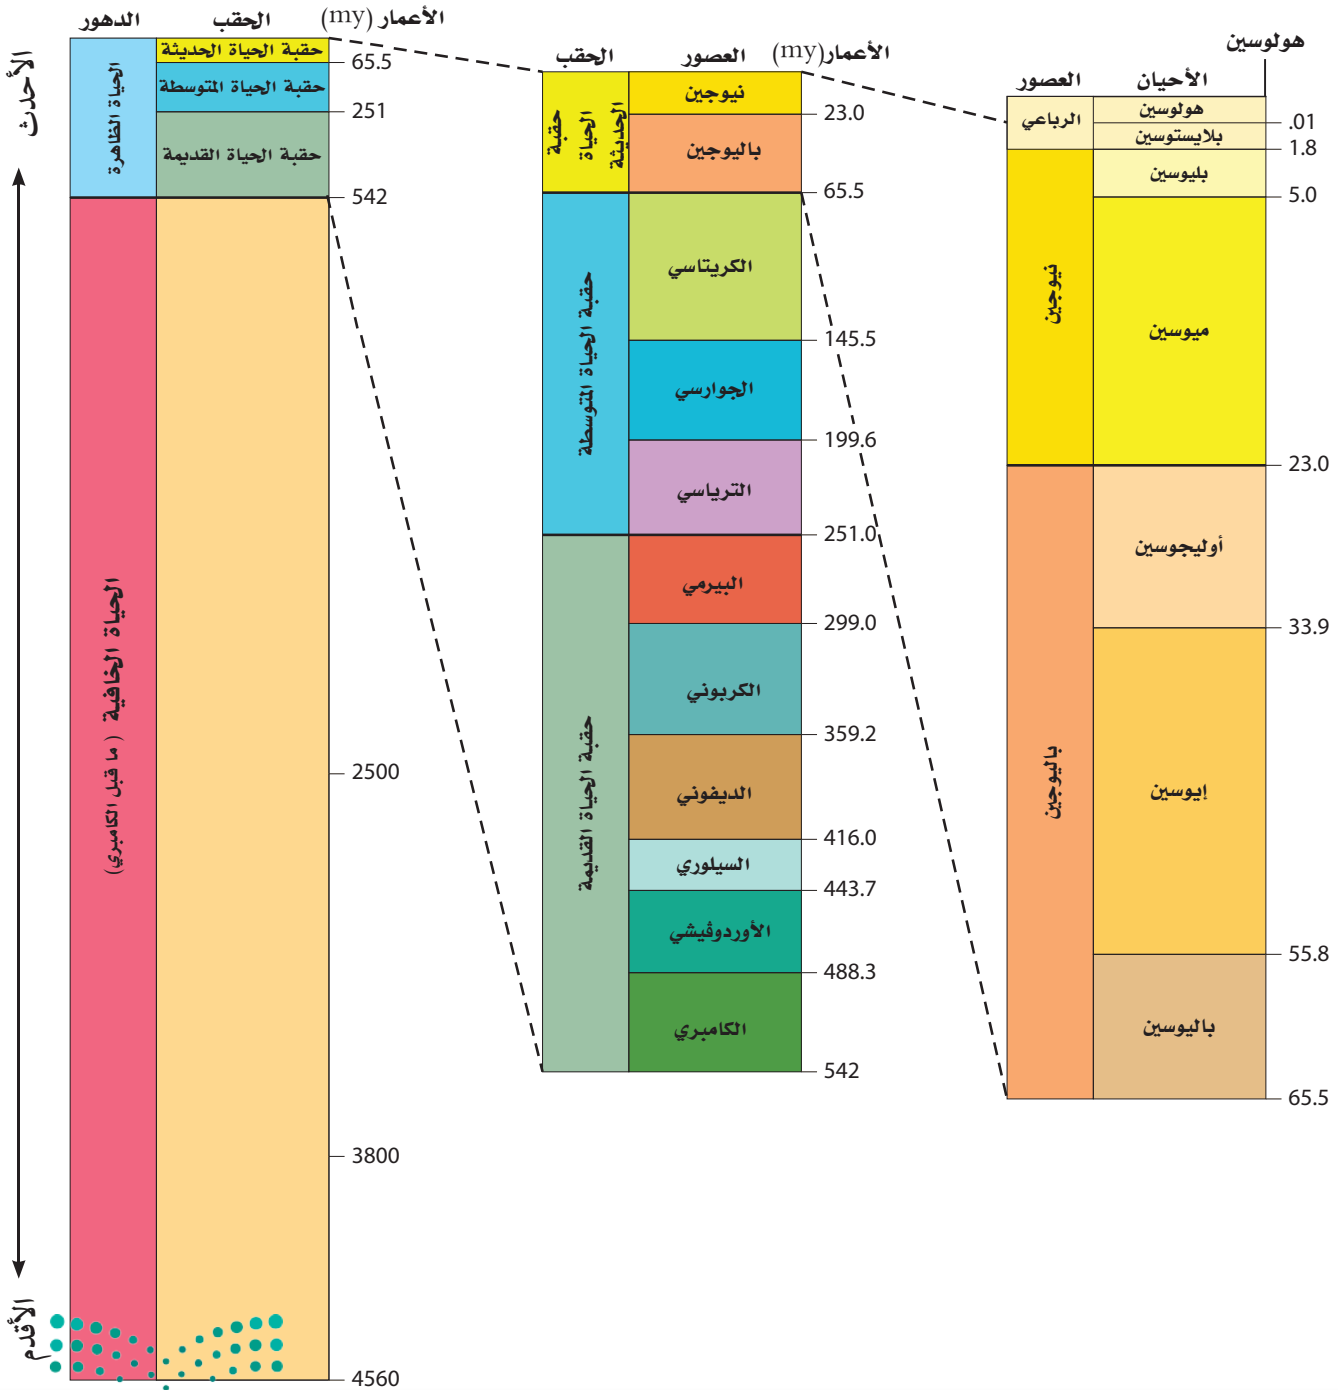 الدهور
الحقب
الأعمار (my)
الأحدث
الأقدم
الحياة الظاهرة
حقبة الحياة الحديثة
65.5
حقبة الحياة المتوسطة
251
حقبة الحياة القديمة
542
الحياة الخافية (ما قبل الكامبري)
2500
3800
4560
الحقب
العصور
الأعمار (my)
حقبة
الحياة
الحديثة
نيوجين
23.0
باليوجين
65.5
حقبة الحياة المتوسطة
الكريتاسي
145.5
الجوارسي
199.6
الترياسي
251.0
حقبة الحياة القديمة
البيرمي
299.0
الكربوني
359.2
الديفوني
416.0
السيلوري
443.7
الأوردوڤيشي
488.3
الكامبري
542
هولوسين
العصور
الأحيان
الرباعي
هولوسين
.01
بلايستوسين
1.8
نيوجين
بليوسين
5.0
ميوسين
23.0
باليوجين
أوليجوسين
33.9
إيوسين
55.8
باليوسين
65.5